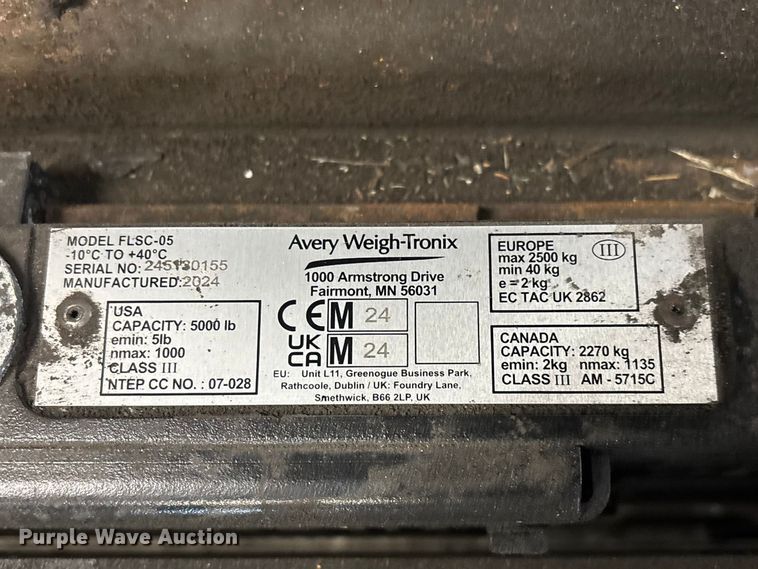 MODEL FLSC-05
-10°C TO +40°C
SERIAL NO: 245130155
MANUFACTURED: 2024
USA
CAPACITY: 5000 lb
emin: 5lb
nmax: 1000
CLASS III
NTEP CC NO. : 07-028
Avery Weigh-Tronix
1000 Armstrong Drive
Fairmont, MN 56031
CE M 24
UK CA M 24
EU: Unit L11, Greenogue Business Park,
Rathcoole, Dublin / UK: Foundry Lane,
Smethwick, B66 2LP, UK
EUROPE III
max 2500 kg
min 40 kg
e = 2 kg
EC TAC UK 2862
CANADA
CAPACITY: 2270 kg
emin: 2kg nmax: 1135
CLASS III AM - 5715C
Purple Wave Auction